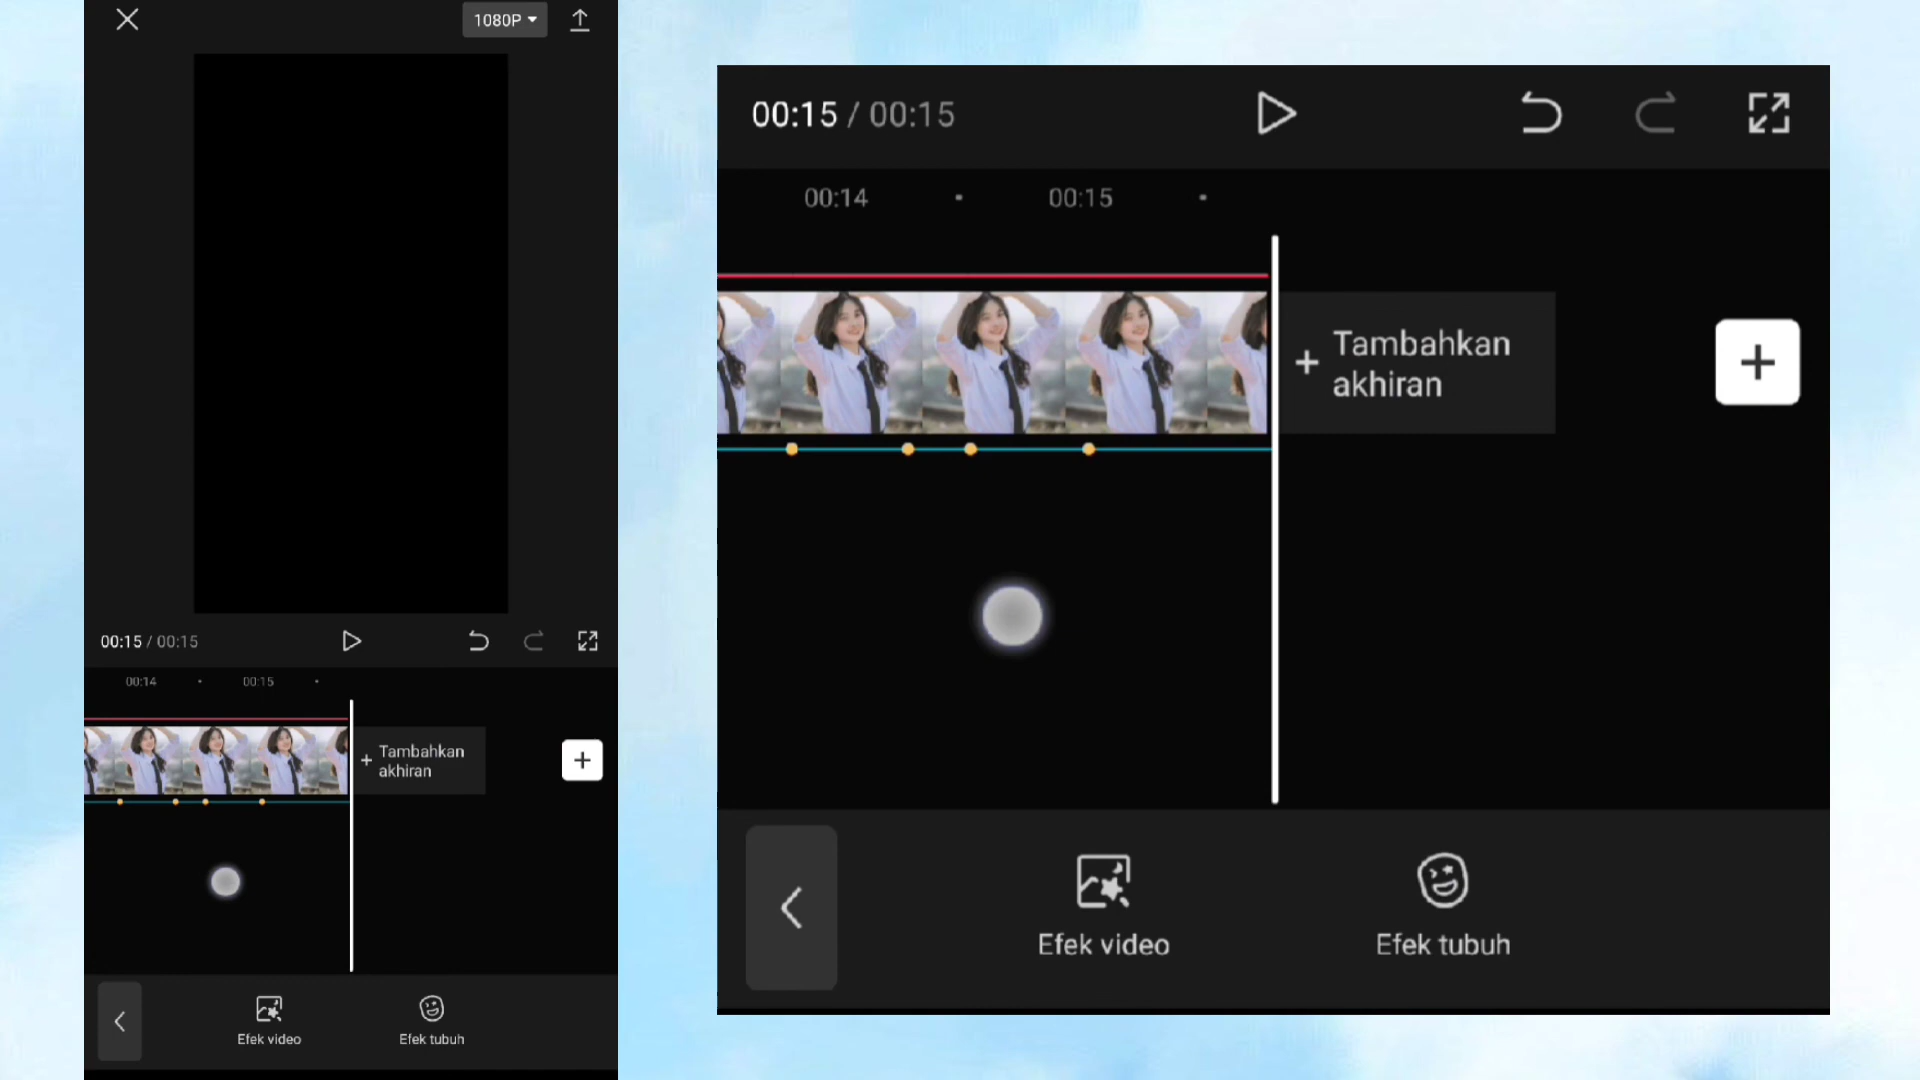 1080P
00:15 / 00:15
00:14
00:15
+ Tambahkan
akhiran
Efek video
Efek tubuh
00:15 / 00:15
00:14
00:15
+ Tambahkan
akhiran
Efek video
Efek tubuh